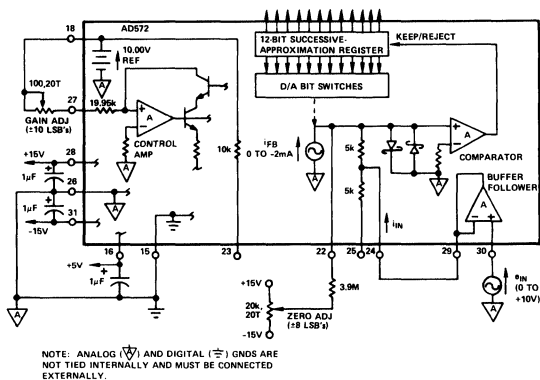 AD572
18
10.00V
REF
12-BIT SUCCESSIVE-
APPROXIMATION REGISTER
KEEP/REJECT
D/A BIT SWITCHES
100,20T
27
19.95k
GAIN ADJ
(±10 LSB's)
A
CONTROL
AMP
10k
iFB
0 TO -2mA
5k
5k
A
COMPARATOR
BUFFER
FOLLOWER
A
iIN
+15V
28
1µF
26
1µF
31
-15V
A
A
A
A
A
16
15
23
22
25
24
29
30
+5V
1µF
+15V
20k,
20T
-15V
3.9M
ZERO ADJ
(±8 LSB's)
eIN
(0 TO
+10V)
A
A
NOTE: ANALOG (A) AND DIGITAL (⏚) GNDS ARE
NOT TIED INTERNALLY AND MUST BE CONNECTED
EXTERNALLY.